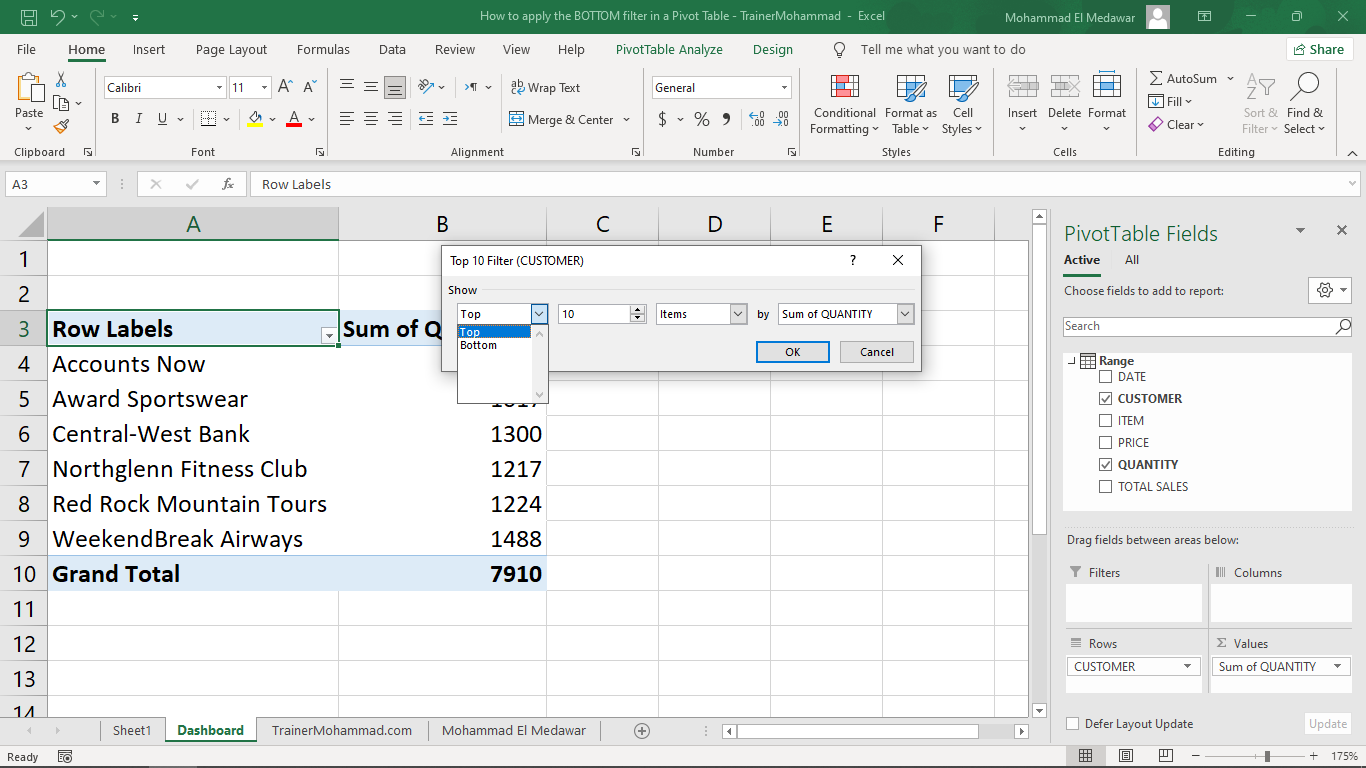 How to apply the BOTTOM filter in a Pivot Table - TrainerMohammad - Excel
Mohammad El Medawar
File Home Insert Page Layout Formulas Data Review View Help PivotTable Analyze Design Tell me what you want to do Share
Calibri 11
Wrap Text
General
AutoSum
Paste
B I U
Merge & Center
$ % ,
Conditional Formatting
Format as Table
Cell Styles
Insert Delete Format
Fill
Clear
Sort & Filter
Find & Select
Clipboard Font Alignment Number Styles Cells Editing
A3 fx Row Labels
A B C D E F
1
2
3 Row Labels Sum of Q
4 Accounts Now
5 Award Sportswear
6 Central-West Bank 1300
7 Northglenn Fitness Club 1217
8 Red Rock Mountain Tours 1224
9 WeekendBreak Airways 1488
10 Grand Total 7910
11
12
13
14
Top 10 Filter (CUSTOMER) ?
Show
Top 10 Items by Sum of QUANTITY
Top
Bottom
OK Cancel
PivotTable Fields
Active All
Choose fields to add to report:
Search
Range
DATE
CUSTOMER
ITEM
PRICE
QUANTITY
TOTAL SALES
Drag fields between areas below:
Filters Columns
Rows Values
CUSTOMER Sum of QUANTITY
Defer Layout Update Update
Sheet1 Dashboard TrainerMohammad.com Mohammad El Medawar
Ready 175%